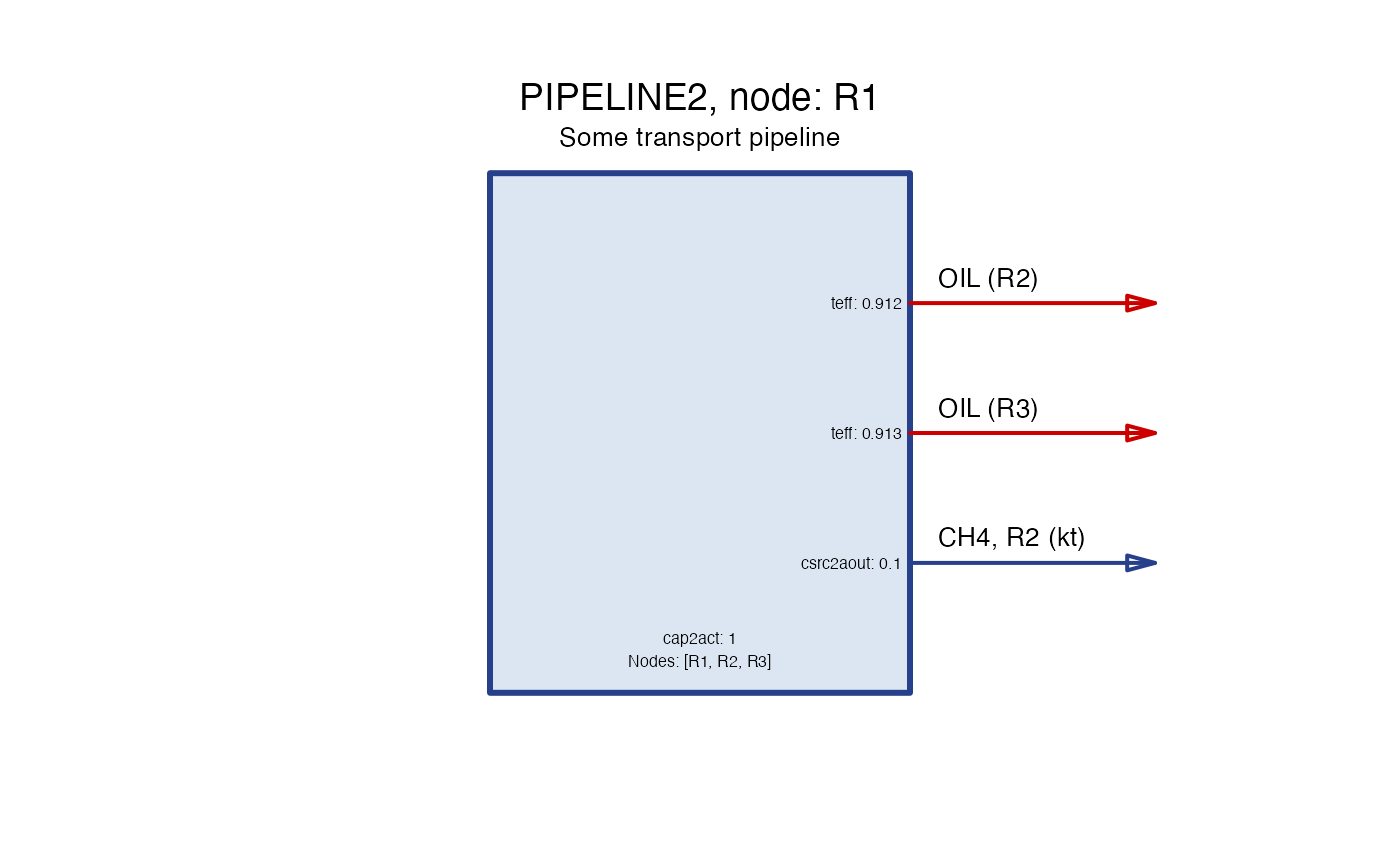 PIPELINE2, node: R1
Some transport pipeline
OIL (R2)
teff: 0.912
OIL (R3)
teff: 0.913
CH4, R2 (kt)
csrc2aout: 0.1
cap2act: 1
Nodes: [R1, R2, R3]